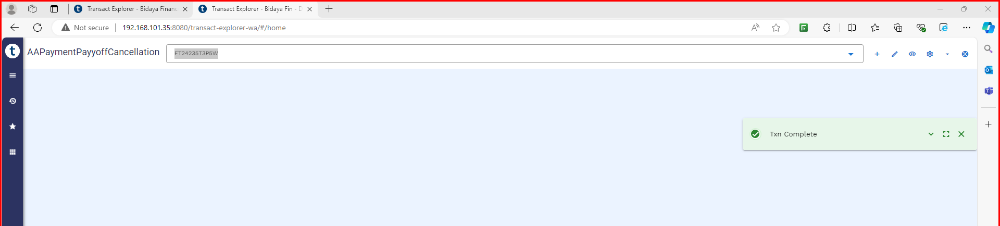 Transact Explorer - Bidaya Financ
Transact Explorer - Bidaya Fin - D
Not secure
192.168.101.35:8080/transact-explorer-wa/#/home
AAPaymentPayyoffCancellation
FT24235T3P5W
Txn Complete